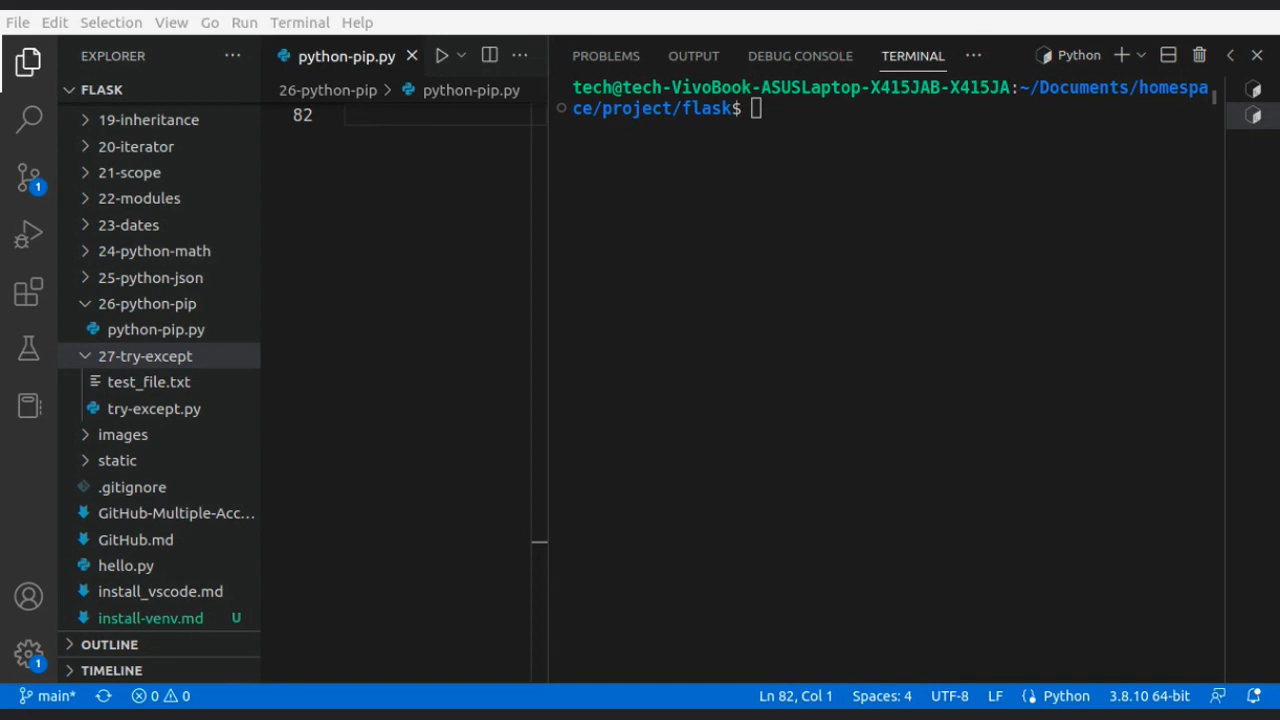 File Edit Selection View Go Run Terminal Help
EXPLORER
FLASK
19-inheritance
20-iterator
21-scope
22-modules
23-dates
24-python-math
25-python-json
26-python-pip
python-pip.py
27-try-except
test_file.txt
try-except.py
images
static
.gitignore
GitHub-Multiple-Acc...
GitHub.md
hello.py
install_vscode.md
install-venv.md U
OUTLINE
TIMELINE
1
1
python-pip.py
26-python-pip > python-pip.py
82
PROBLEMS OUTPUT DEBUG CONSOLE TERMINAL
Python
tech@tech-VivoBook-ASUSLaptop-X415JAB-X415JA:~/Documents/homespa
ce/project/flask$
main* 0 0 Ln 82, Col 1 Spaces: 4 UTF-8 LF Python 3.8.10 64-bit